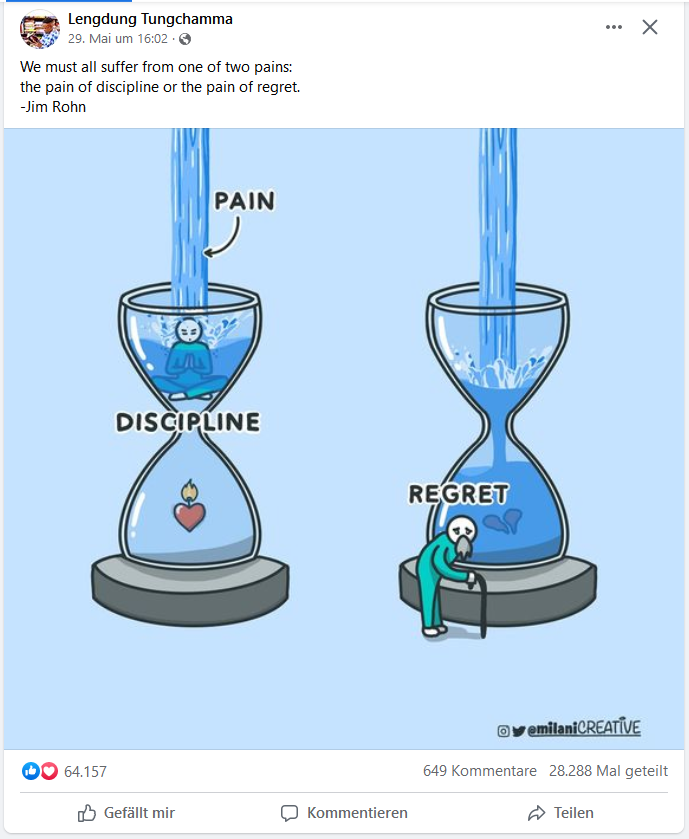 Lengdung Tungchamma
29. Mai um 16:02 ·
We must all suffer from one of two pains:
the pain of discipline or the pain of regret.
-Jim Rohn
PAIN
DISCIPLINE
REGRET
@milaniCREATIVE
64.157
649 Kommentare 28.288 Mal geteilt
Gefällt mir Kommentieren Teilen